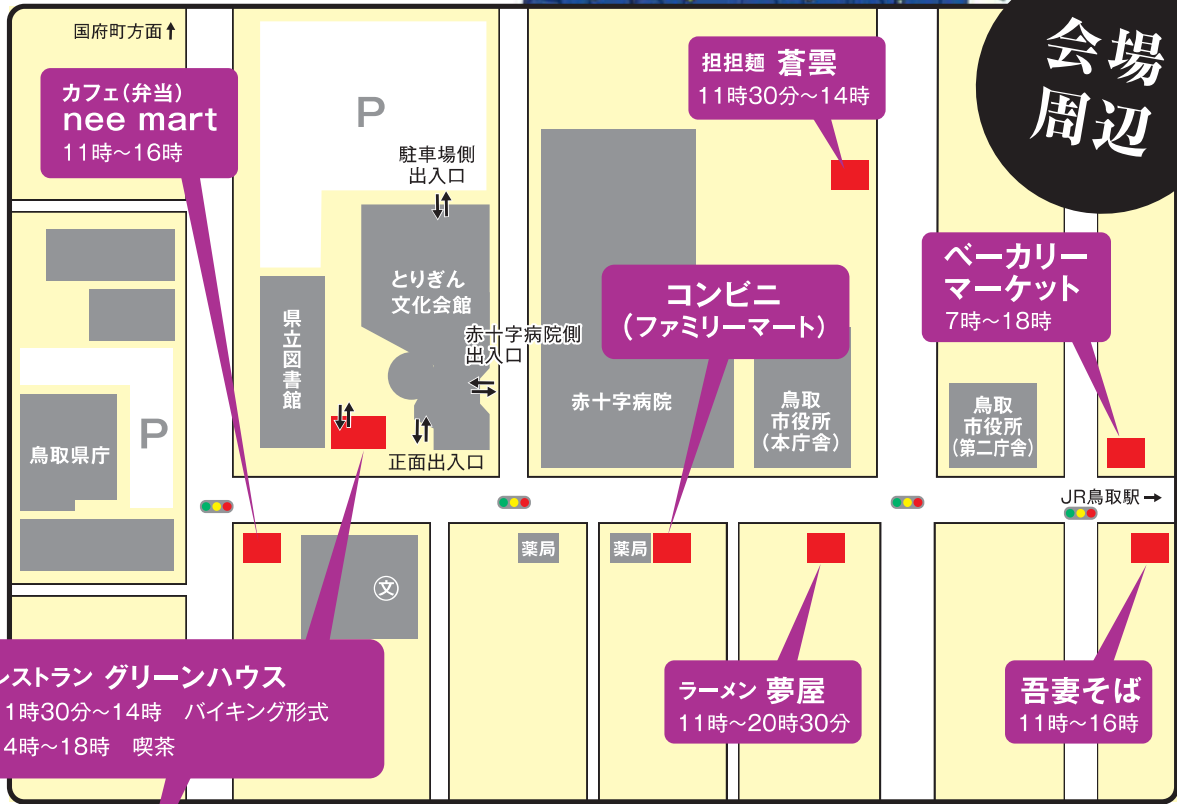 会場
周辺
国府町方面↑
カフェ（弁当）
nee mart
11時〜16時
P
駐車場側
出入口
担担麺 蒼雲
11時30分〜14時
とりぎん
文化会館
県立図書館
赤十字病院側
出入口
正面出入口
コンビニ
（ファミリーマート）
赤十字病院
鳥取
市役所
（本庁舎）
ベーカリー
マーケット
7時〜18時
鳥取
市役所
（第二庁舎）
P
鳥取県庁
JR鳥取駅→
薬局
薬局
文
ストラン グリーンハウス
1時30分〜14時 バイキング形式
4時〜18時 喫茶
ラーメン 夢屋
11時〜20時30分
吾妻そば
11時〜16時